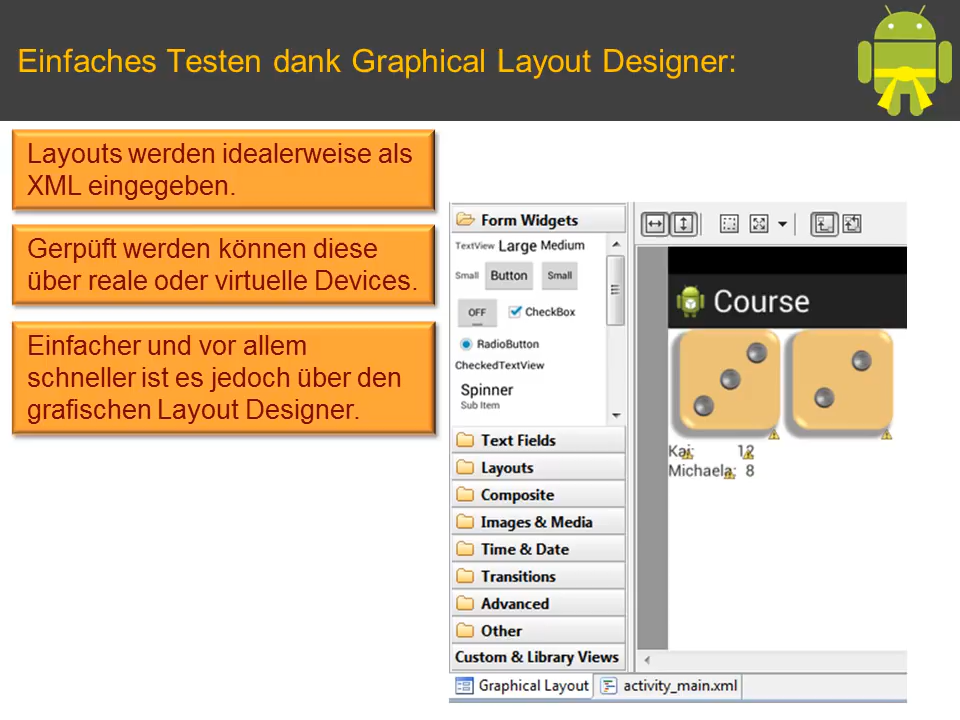 Einfaches Testen dank Graphical Layout Designer:
Layouts werden idealerweise als
XML eingegeben.
Gerpüft werden können diese
über reale oder virtuelle Devices.
Einfacher und vor allem
schneller ist es jedoch über den
grafischen Layout Designer.
Form Widgets
TextView Large Medium
Small Button Small
OFF CheckBox
RadioButton
CheckedTextView
Spinner
Sub Item
Text Fields
Layouts
Composite
Images & Media
Time & Date
Transitions
Advanced
Other
Custom & Library Views
Graphical Layout activity_main.xml
Course
Kai: 12
Michaela: 8